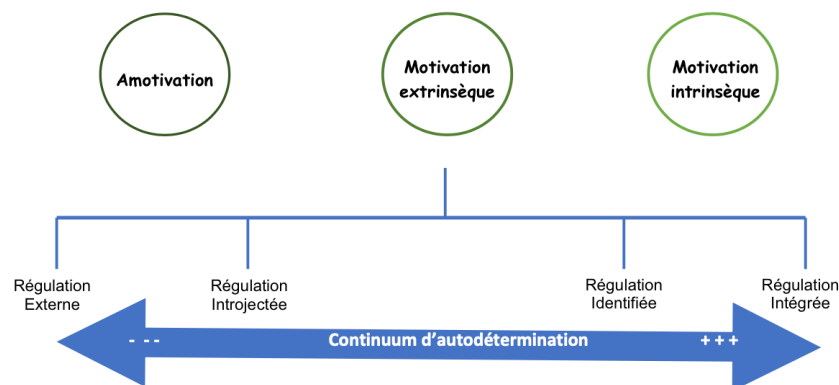 Amotivation
Motivation
extrinsèque
Motivation
intrinsèque
Régulation
Externe
Régulation
Introjectée
Régulation
Identifiée
Régulation
Intégrée
- - -
Continuum d’autodétermination
+ + +